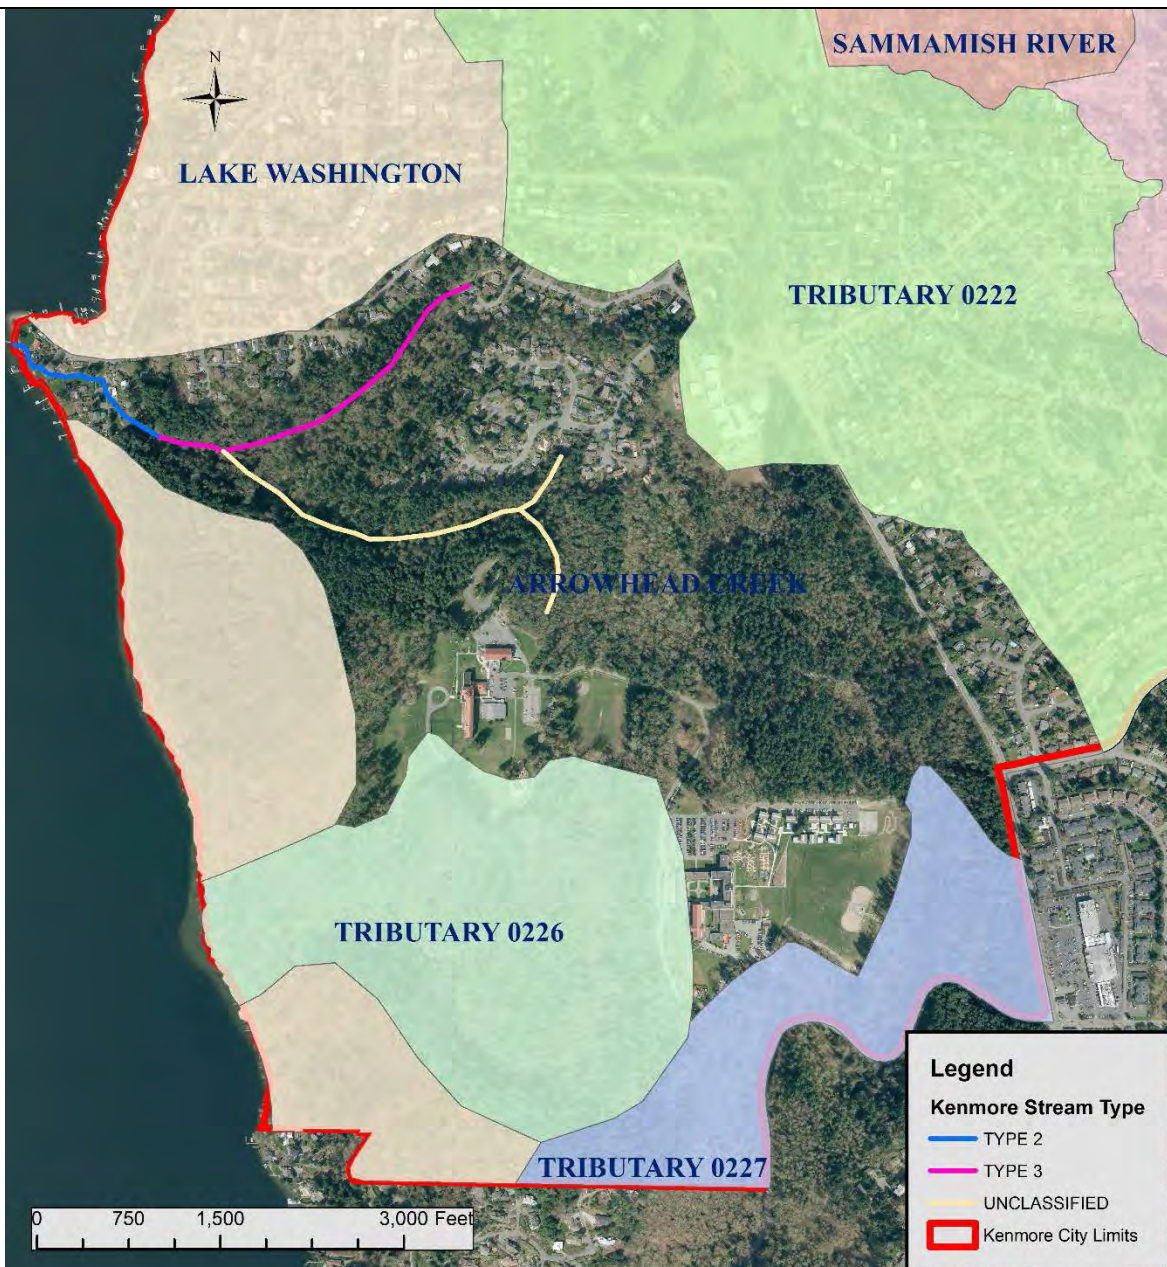 SAMMAMISH RIVER
N
LAKE WASHINGTON
TRIBUTARY 0222
ARROWHEAD CREEK
TRIBUTARY 0226
TRIBUTARY 0227
Legend
Kenmore Stream Type
TYPE 2
TYPE 3
UNCLASSIFIED
Kenmore City Limits
0 750 1,500 3,000 Feet